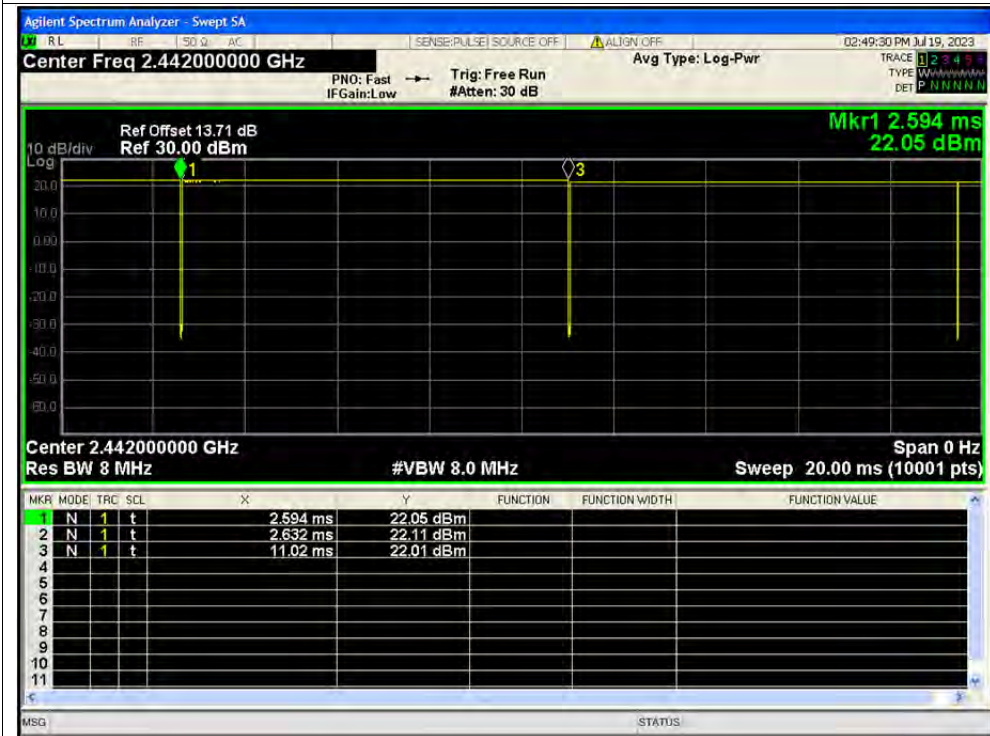 Agilent Spectrum Analyzer - Swept SA
RL RF 50 Ω AC SENSE:PULSE SOURCE OFF ALIGN OFF 02:49:30 PM Jul 19, 2023
Center Freq 2.442000000 GHz Avg Type: Log-Pwr TRACE 1 2 3 4 5 6
PNO: Fast Trig: Free Run TYPE
IFGain:Low #Atten: 30 dB DET P N N N N N
Mkr1 2.594 ms
Ref Offset 13.71 dB 22.05 dBm
10 dB/div Ref 30.00 dBm
Log
1 3
20.0
10.0
0.00
-10.0
-20.0
-30.0
-40.0
-50.0
-60.0
Center 2.442000000 GHz Span 0 Hz
Res BW 8 MHz #VBW 8.0 MHz Sweep 20.00 ms (10001 pts)
MKR MODE TRC SCL X Y FUNCTION FUNCTION WIDTH FUNCTION VALUE
1 N 1 t 2.594 ms 22.05 dBm
2 N 1 t 2.632 ms 22.11 dBm
3 N 1 t 11.02 ms 22.01 dBm
4
5
6
7
8
9
10
11
MSG STATUS